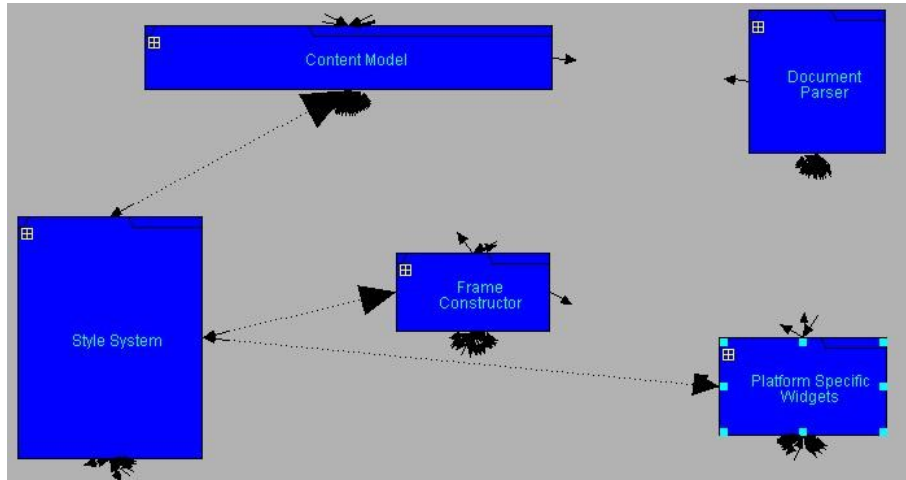 Content Model
Document
Parser
Frame
Constructor
Style System
Platform Specific
Widgets